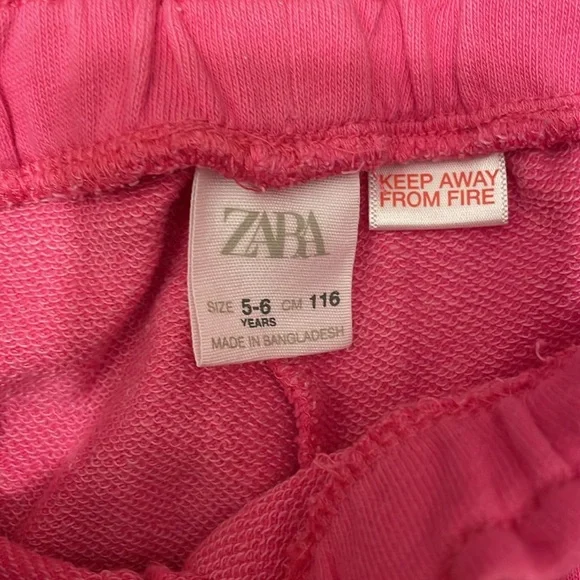 ZARA
SIZE 5-6 CM 116
YEARS
MADE IN BANGLADESH
KEEP AWAY
FROM FIRE